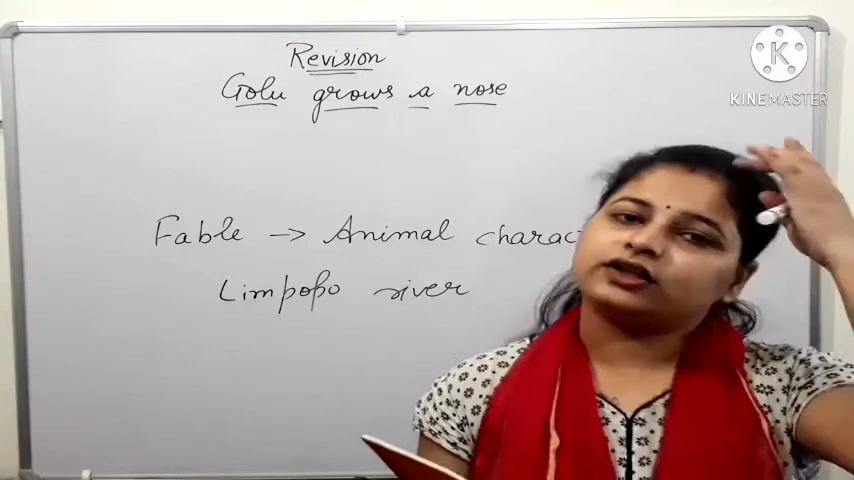 Revision
Golu grows a nose
Fable → Animal charac
Limpopo river
K
KINEMASTER